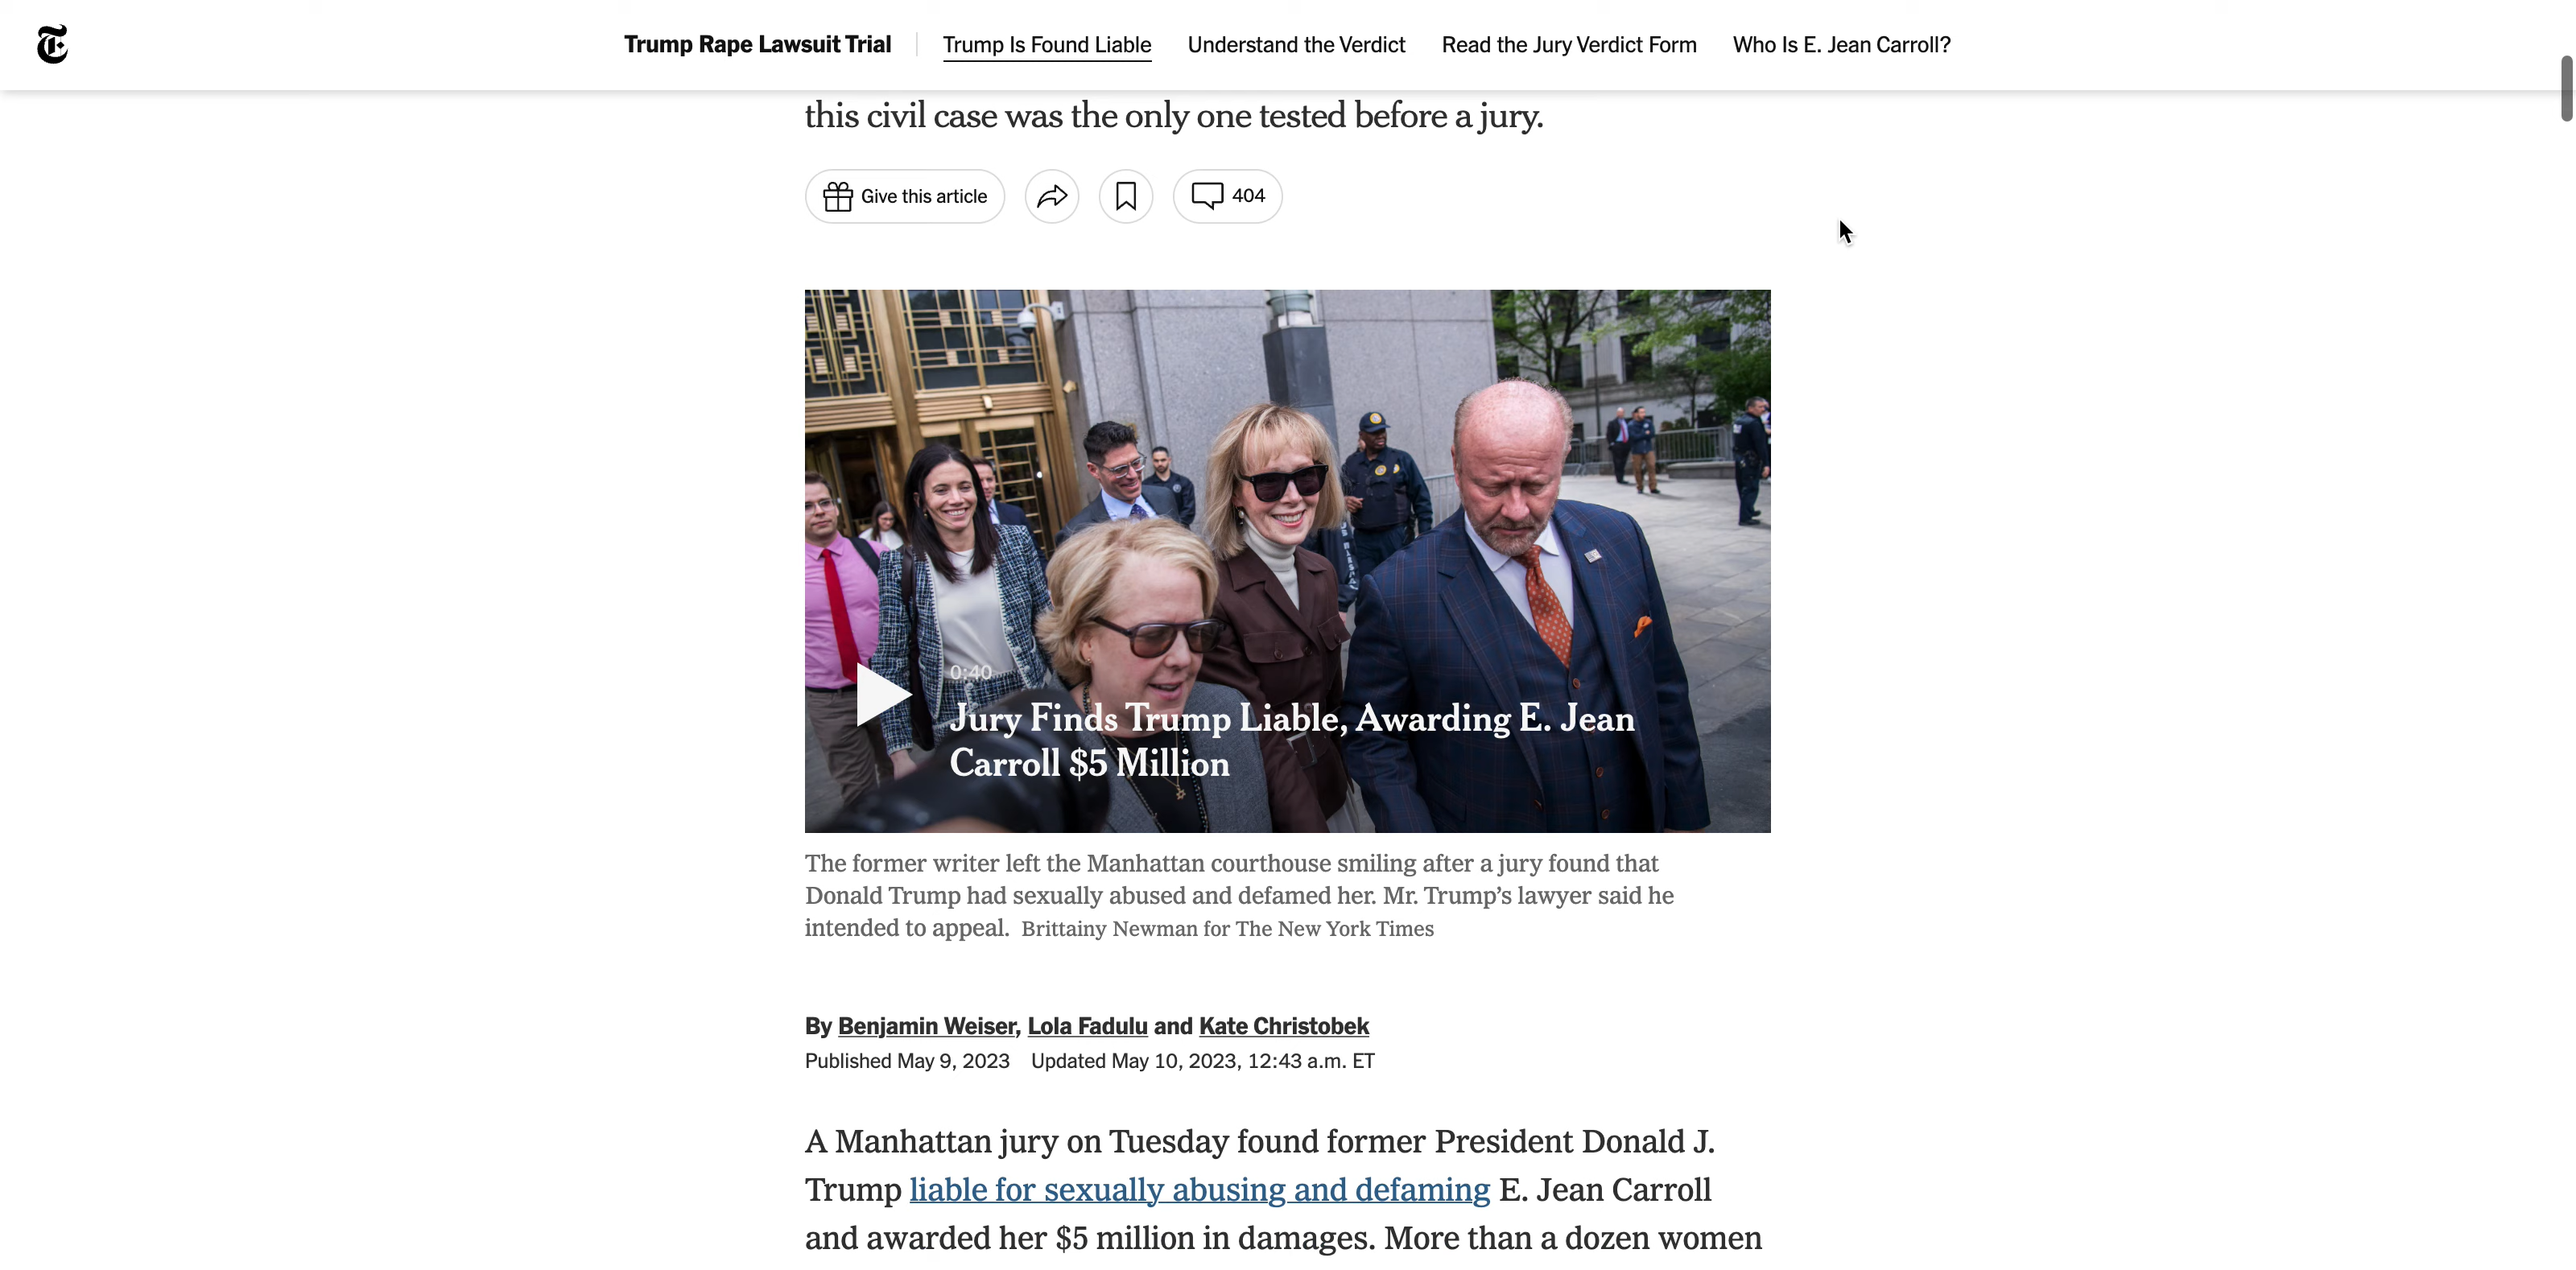 T
Trump Rape Lawsuit Trial
Trump Is Found Liable
Understand the Verdict
Read the Jury Verdict Form
Who Is E. Jean Carroll?
this civil case was the only one tested before a jury.
Give this article
404
0:40
Jury Finds Trump Liable, Awarding E. Jean
Carroll $5 Million
The former writer left the Manhattan courthouse smiling after a jury found that
Donald Trump had sexually abused and defamed her. Mr. Trump’s lawyer said he
intended to appeal. Brittainy Newman for The New York Times
By Benjamin Weiser, Lola Fadulu and Kate Christobek
Published May 9, 2023 Updated May 10, 2023, 12:43 a.m. ET
A Manhattan jury on Tuesday found former President Donald J.
Trump liable for sexually abusing and defaming E. Jean Carroll
and awarded her $5 million in damages. More than a dozen women